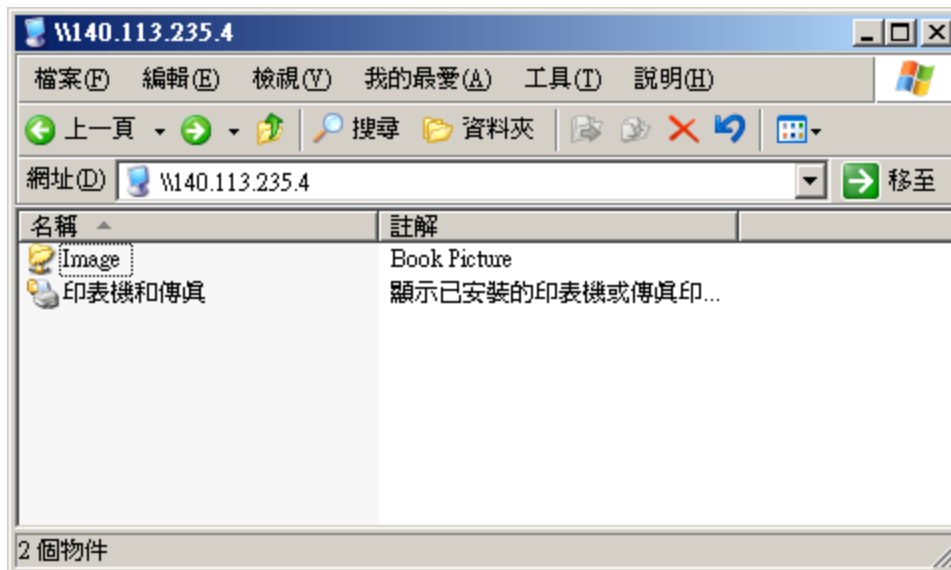 \\140.113.235.4
檔案(F) 編輯(E) 檢視(V) 我的最愛(A) 工具(T) 說明(H)
上一頁 搜尋 資料夾
網址(D) \\140.113.235.4 移至
名稱 註解
Image Book Picture
印表機和傳真 顯示已安裝的印表機或傳真印...
2 個物件